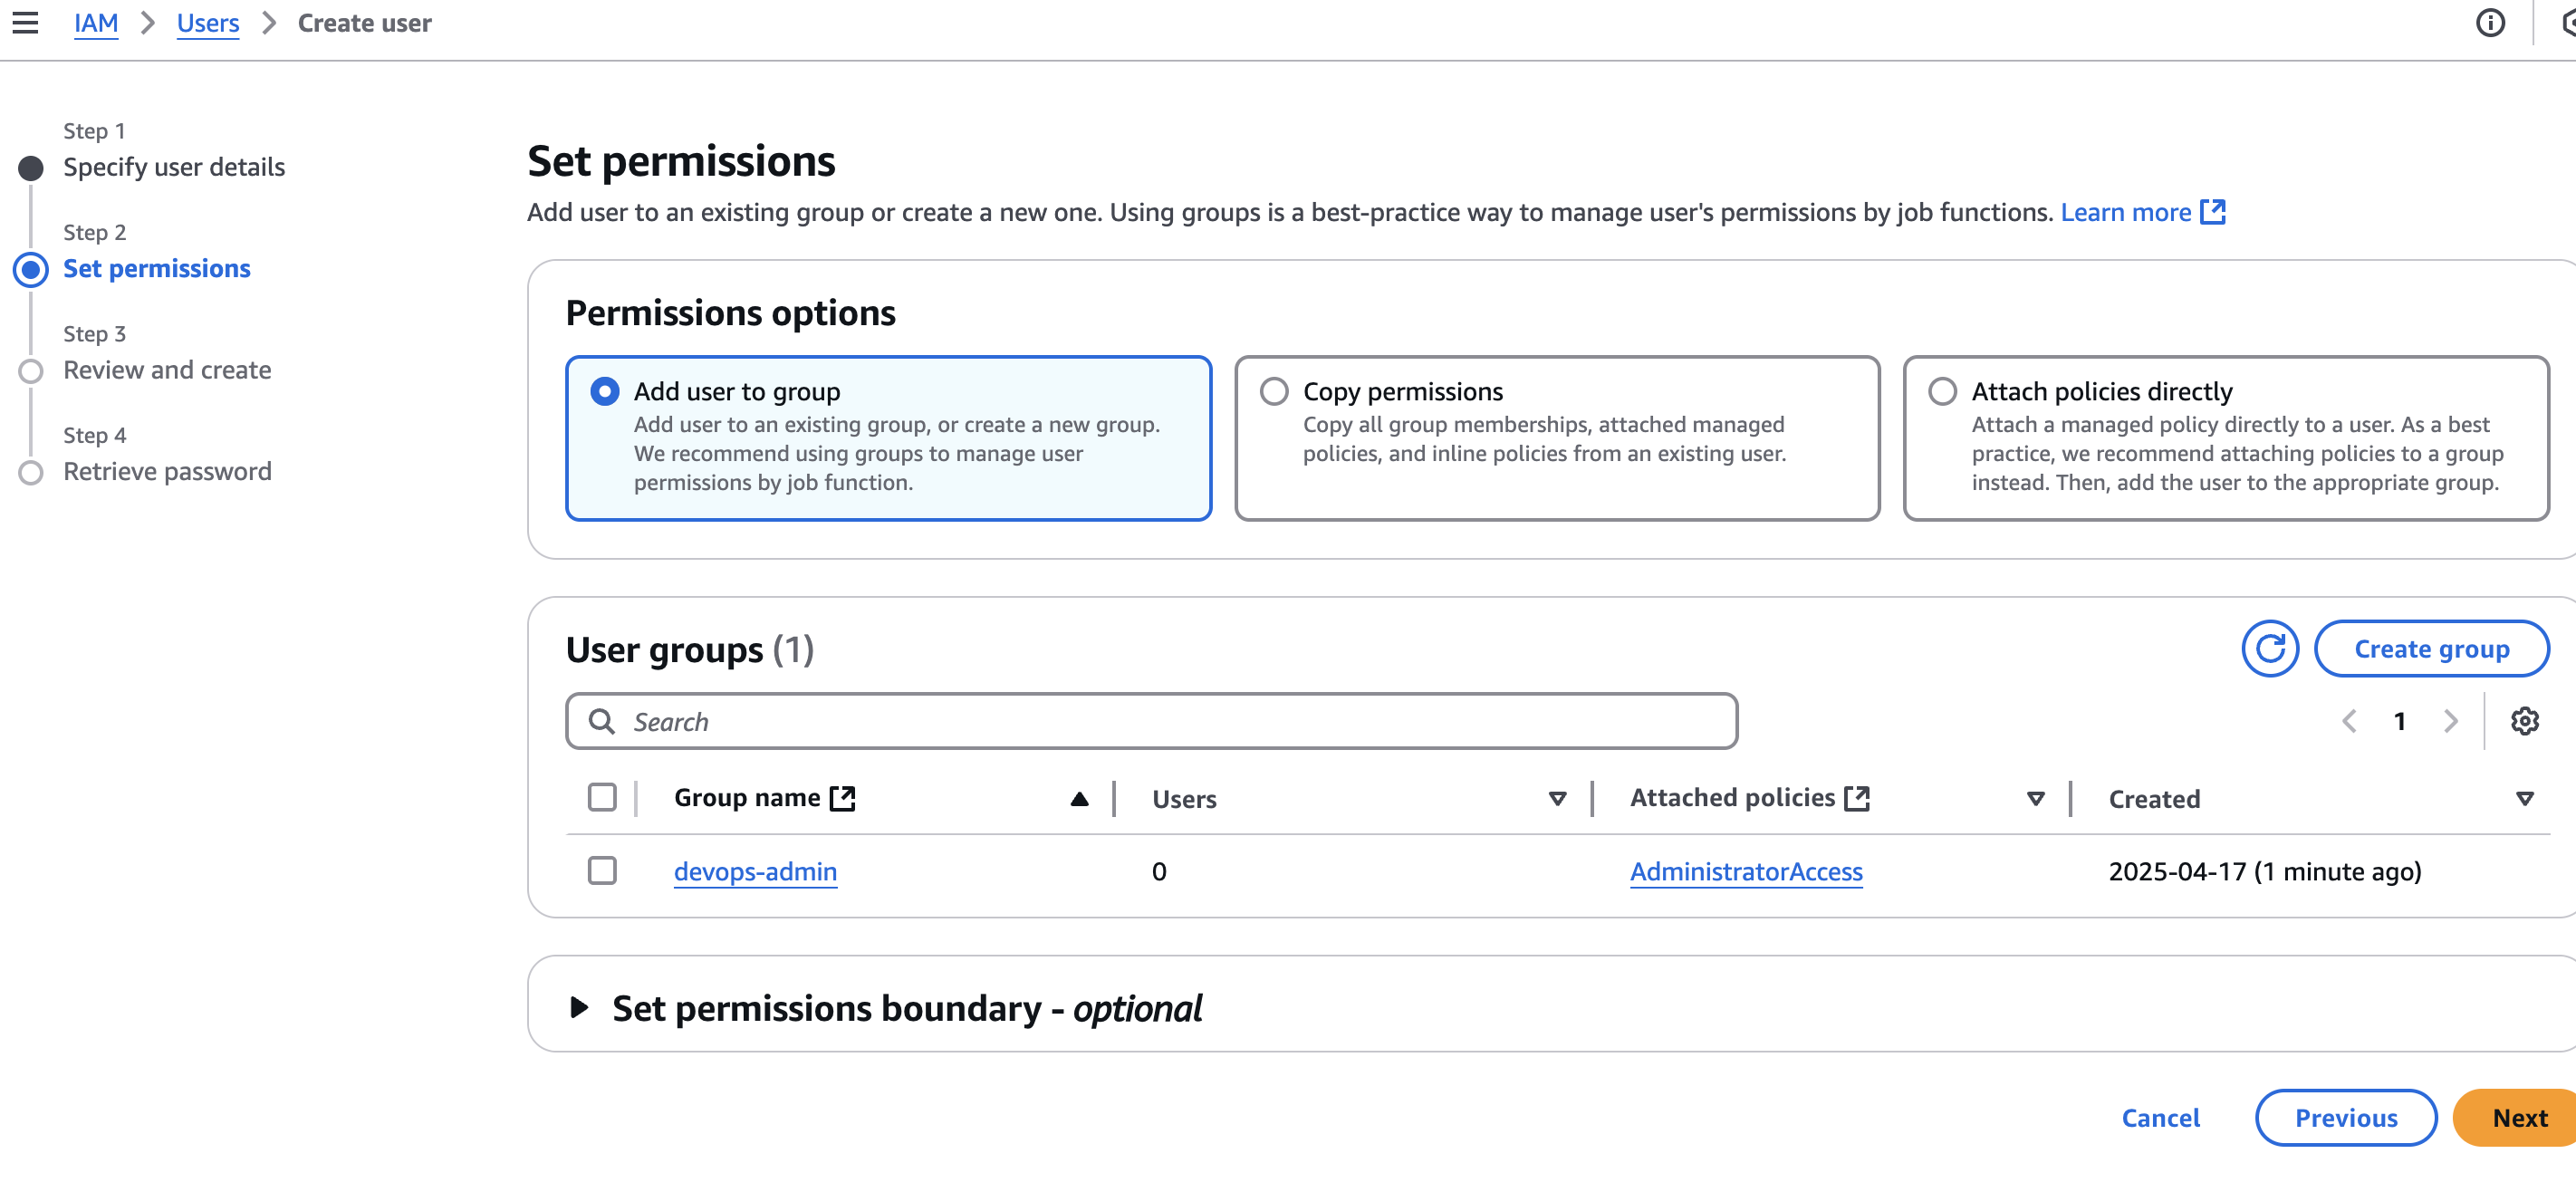 IAM > Users > Create user
Step 1
Specify user details
Step 2
Set permissions
Step 3
Review and create
Step 4
Retrieve password
Set permissions
Add user to an existing group or create a new one. Using groups is a best-practice way to manage user's permissions by job functions. Learn more
Permissions options
Add user to group
Add user to an existing group, or create a new group.
We recommend using groups to manage user
permissions by job function.
Copy permissions
Copy all group memberships, attached managed
policies, and inline policies from an existing user.
Attach policies directly
Attach a managed policy directly to a user. As a best
practice, we recommend attaching policies to a group
instead. Then, add the user to the appropriate group.
User groups (1)
Create group
Search
1
Group name Users Attached policies Created
devops-admin 0 AdministratorAccess 2025-04-17 (1 minute ago)
Set permissions boundary - optional
Cancel Previous Next